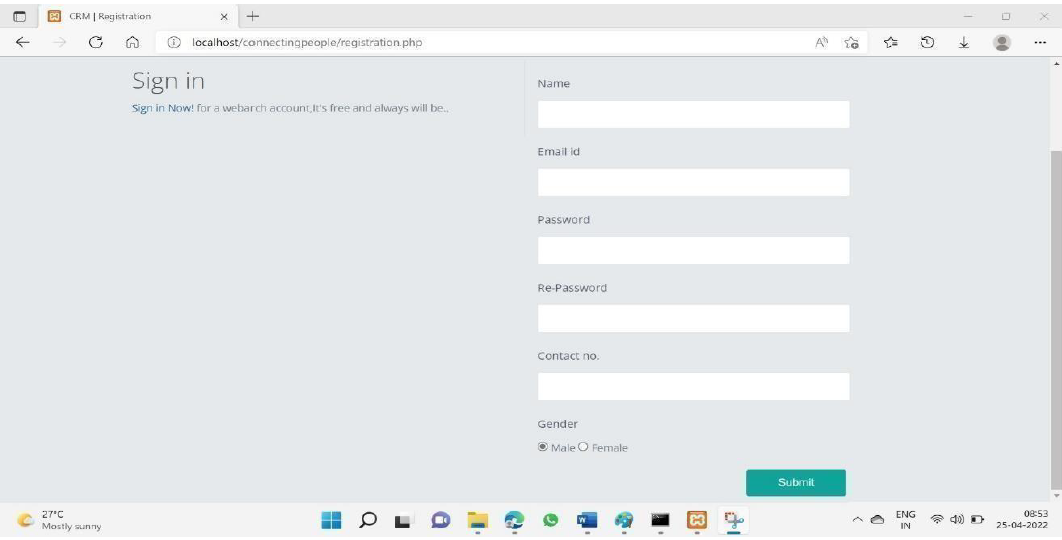 CRM | Registration
localhost/connectingpeople/registration.php
Sign in
Sign in Now! for a webarch account,It's free and always will be..
Name
Email id
Password
Re-Password
Contact no.
Gender
Male Female
Submit
27°C
Mostly sunny
ENG
IN
08:53
25-04-2022